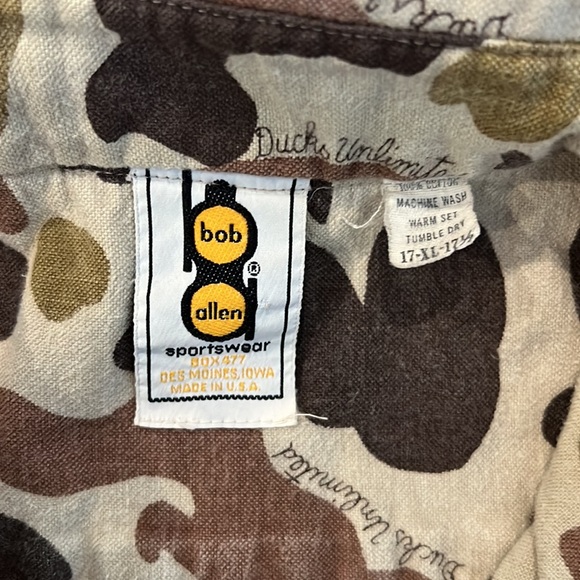 Ducks Unlimite
bob
allen
®
sportswear
BOX 477
DES MOINES, IOWA
MADE IN U.S.A.
100% COTTON
MACHINE WASH
WARM SET
TUMBLE DRY
17-XL-17½
Ducks Unlimited